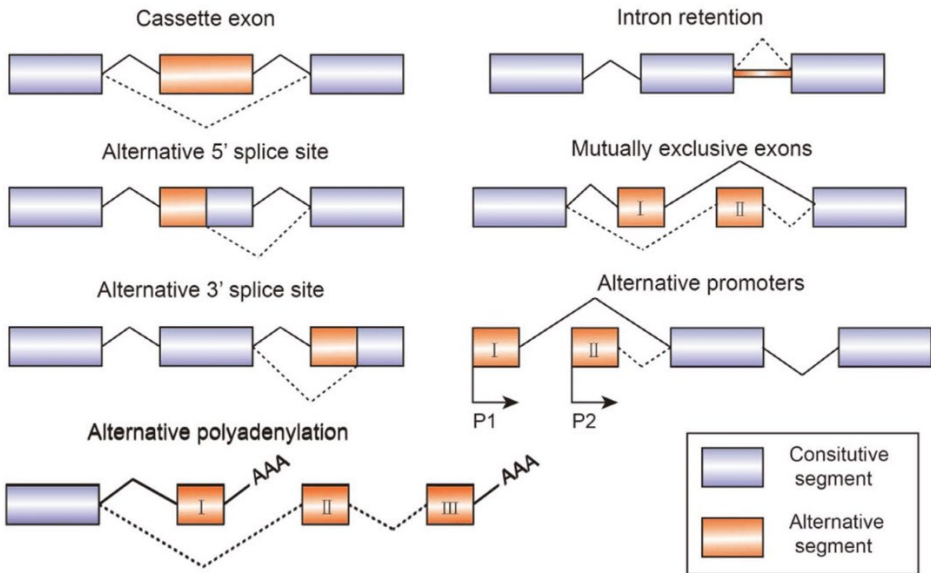 Cassette exon
Intron retention
Alternative 5' splice site
Mutually exclusive exons
I
II
Alternative 3' splice site
Alternative promoters
I
II
P1
P2
Alternative polyadenylation
AAA
AAA
I
II
III
Consitutive
segment
Alternative
segment